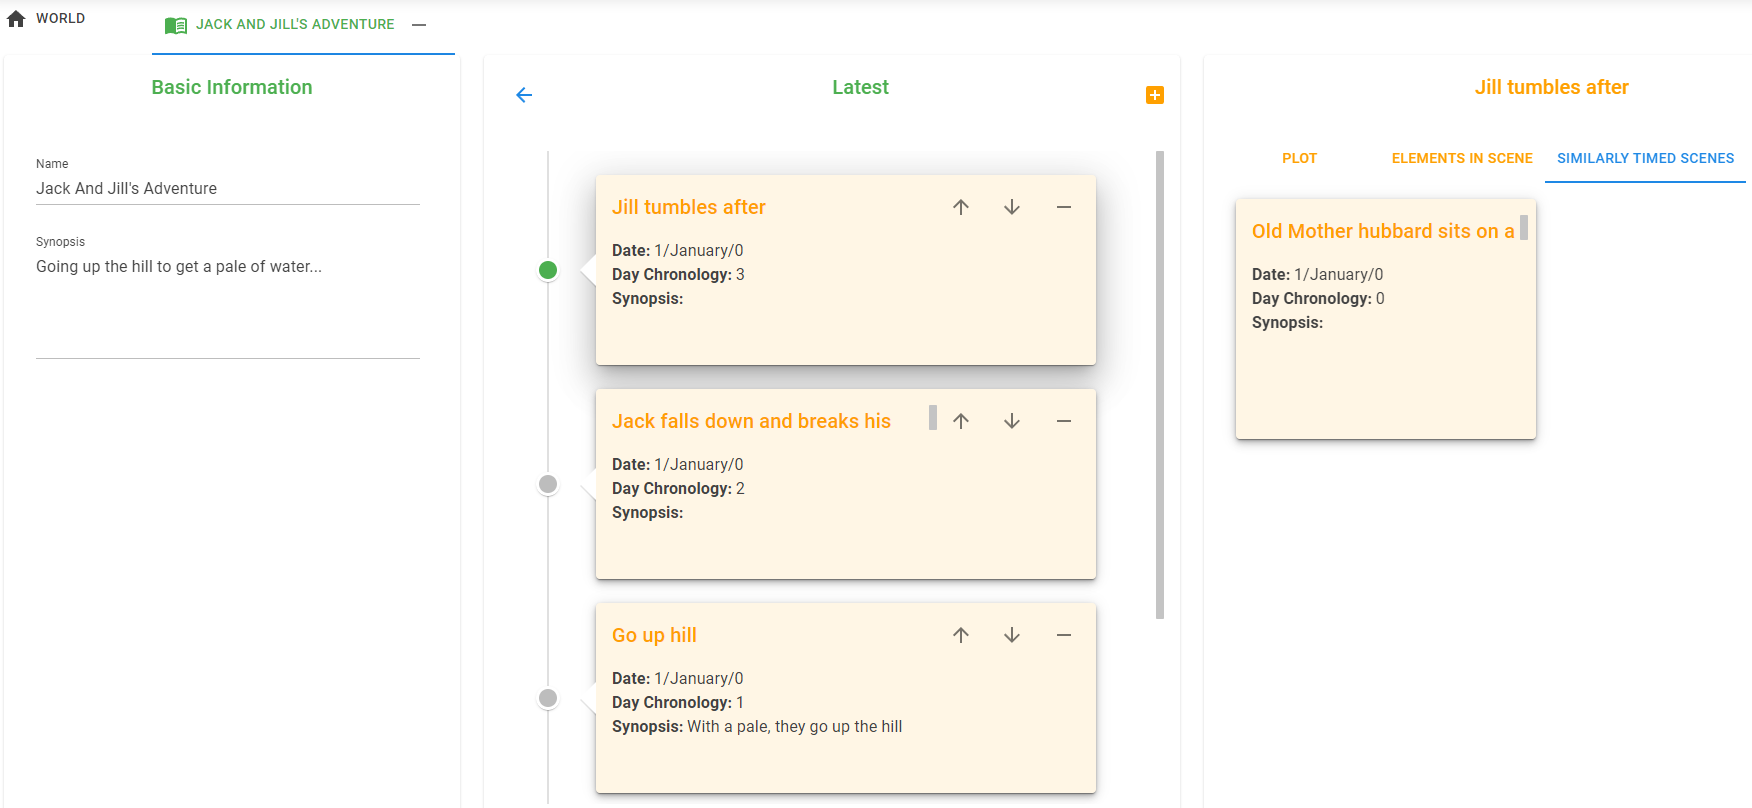 WORLD
JACK AND JILL'S ADVENTURE
Basic Information
Name
Jack And Jill's Adventure
Synopsis
Going up the hill to get a pale of water...
Latest
Jill tumbles after
Date: 1/January/0
Day Chronology: 3
Synopsis:
Jack falls down and breaks his
Date: 1/January/0
Day Chronology: 2
Synopsis:
Go up hill
Date: 1/January/0
Day Chronology: 1
Synopsis: With a pale, they go up the hill
Jill tumbles after
PLOT
ELEMENTS IN SCENE
SIMILARLY TIMED SCENES
Old Mother hubbard sits on a
Date: 1/January/0
Day Chronology: 0
Synopsis: